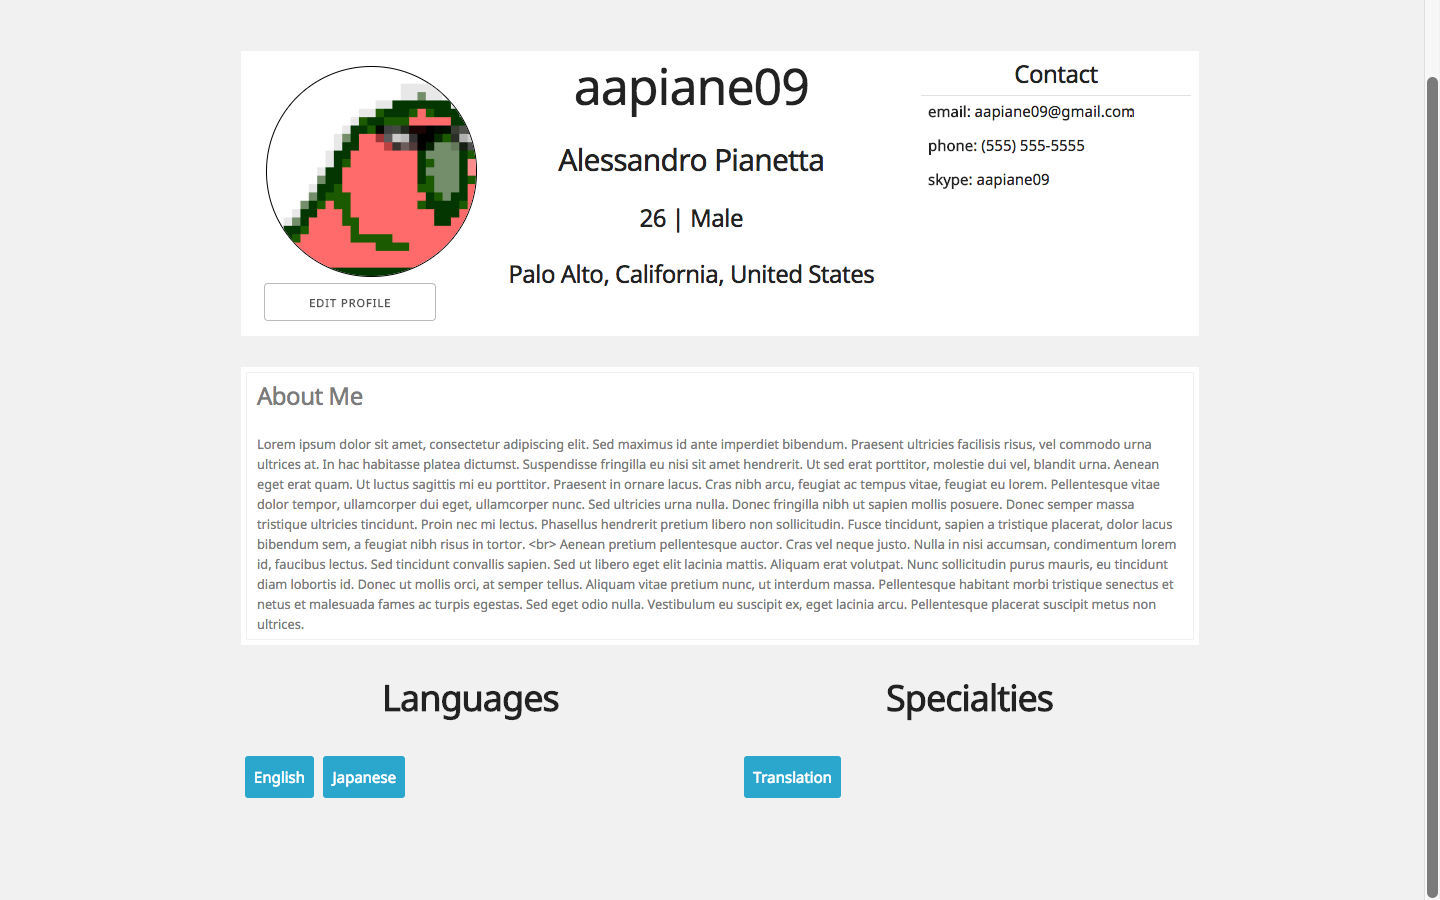 aapiane09
Alessandro Pianetta
26 | Male
Palo Alto, California, United States
EDIT PROFILE
Contact
email: aapiane09@gmail.com
phone: (555) 555-5555
skype: aapiane09
About Me
Lorem ipsum dolor sit amet, consectetur adipiscing elit. Sed maximus id ante imperdiet bibendum. Praesent ultricies facilisis risus, vel commodo urna
ultrices at. In hac habitasse platea dictumst. Suspendisse fringilla eu nisi sit amet hendrerit. Ut sed erat porttitor, molestie dui vel, blandit urna. Aenean
eget erat quam. Ut luctus sagittis mi eu porttitor. Praesent in ornare lacus. Cras nibh arcu, feugiat ac tempus vitae, feugiat eu lorem. Pellentesque vitae
dolor tempor, ullamcorper dui eget, ullamcorper nunc. Sed ultricies urna nulla. Donec fringilla nibh ut sapien mollis posuere. Donec semper massa
tristique ultricies tincidunt. Proin nec mi lectus. Phasellus hendrerit pretium libero non sollicitudin. Fusce tincidunt, sapien a tristique placerat, dolor lacus
bibendum sem, a feugiat nibh risus in tortor. <br> Aenean pretium pellentesque auctor. Cras vel neque justo. Nulla in nisi accumsan, condimentum lorem
id, faucibus lectus. Sed tincidunt convallis sapien. Sed ut libero eget elit lacinia mattis. Aliquam erat volutpat. Nunc sollicitudin purus mauris, eu tincidunt
diam lobortis id. Donec ut mollis orci, at semper tellus. Aliquam vitae pretium nunc, ut interdum massa. Pellentesque habitant morbi tristique senectus et
netus et malesuada fames ac turpis egestas. Sed eget odio nulla. Vestibulum eu suscipit ex, eget lacinia arcu. Pellentesque placerat suscipit metus non
ultrices.
Languages
English
Japanese
Specialties
Translation